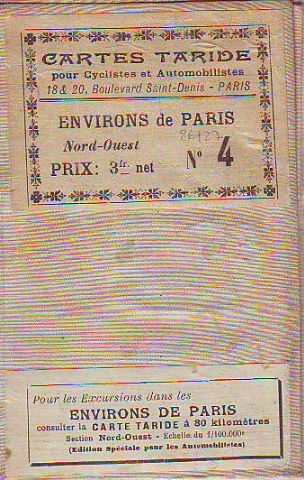 CARTES TARIDE
pour Cyclistes et Automobilistes
18 & 20, Boulevard Saint-Denis - PARIS
ENVIRONS de PARIS
Nord-Ouest
PRIX: 3fr. net
No 4
Pour les Excursions dans les
ENVIRONS DE PARIS
consulter la CARTE TARIDE à 80 kilomètres
Section Nord-Ouest - Echelle du 1/100.000e
(Edition Spéciale pour les Automobilistes)